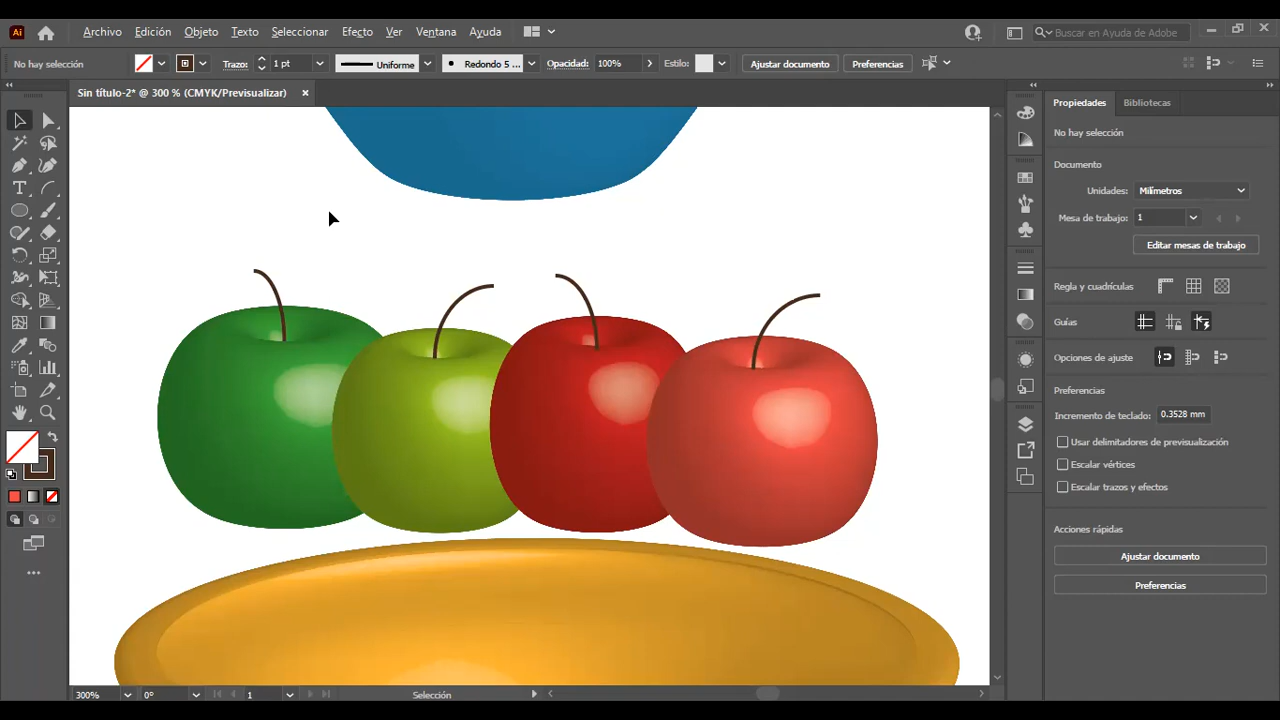 Ai Archivo Edición Objeto Texto Seleccionar Efecto Ver Ventana Ayuda Buscar en Ayuda de Adobe
No hay selección Trazo: 1 pt Uniforme Redondo 5 ... Opacidad: 100% Estilo: Ajustar documento Preferencias
Sin título-2* @ 300 % (CMYK/Previsualizar)
Propiedades Bibliotecas
No hay selección
Documento
Unidades: Milímetros
Mesa de trabajo: 1
Editar mesas de trabajo
Regla y cuadrículas
Guías
Opciones de ajuste
Preferencias
Incremento de teclado: 0.3528 mm
Usar delimitadores de previsualización
Escalar vértices
Escalar trazos y efectos
Acciones rápidas
Ajustar documento
Preferencias
300% 0° 1 Selección